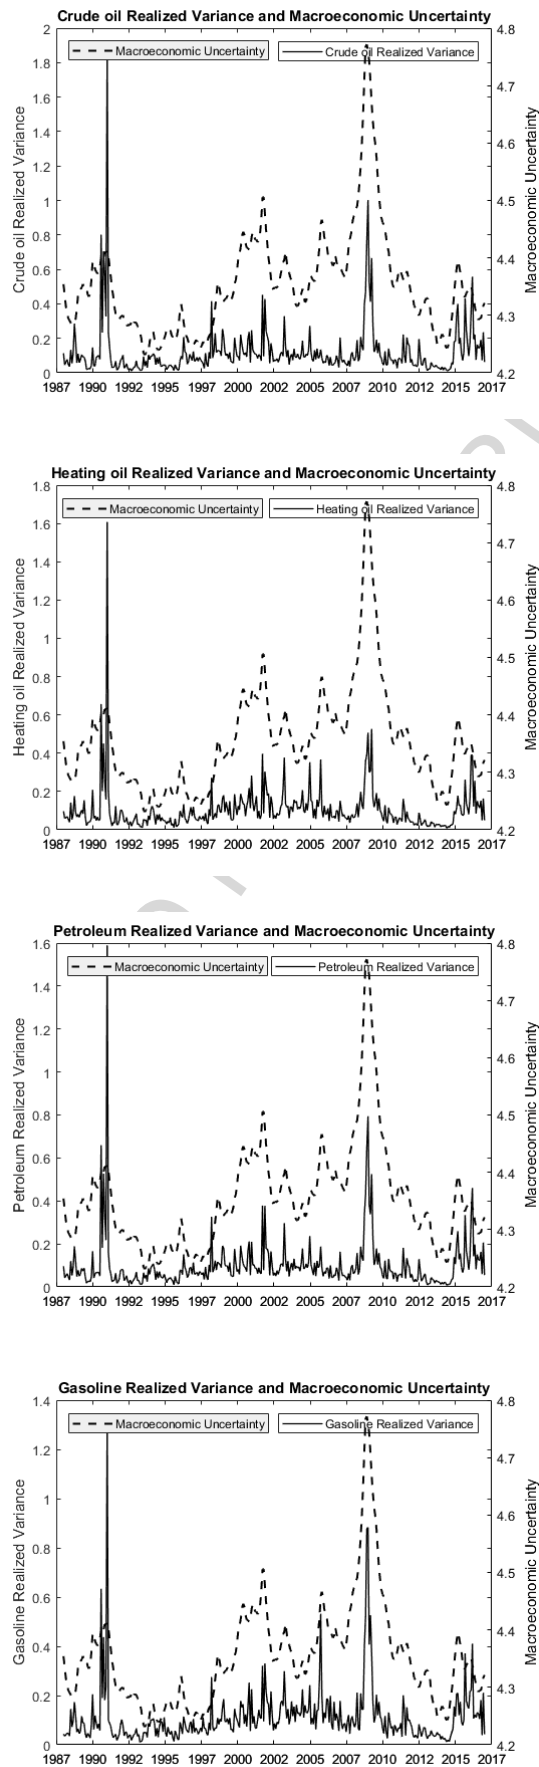 Crude oil Realized Variance and Macroeconomic Uncertainty
Macroeconomic Uncertainty
Crude oil Realized Variance
2
1.8
1.6
1.4
1.2
1
0.8
0.6
0.4
0.2
0
Crude oil Realized Variance
4.8
4.7
4.6
4.5
4.4
4.3
4.2
Macroeconomic Uncertainty
1987 1990 1992 1995 1997 2000 2002 2005 2007 2010 2012 2015 2017
Heating oil Realized Variance and Macroeconomic Uncertainty
Macroeconomic Uncertainty
Heating oil Realized Variance
1.8
1.6
1.4
1.2
1
0.8
0.6
0.4
0.2
0
Heating oil Realized Variance
4.8
4.7
4.6
4.5
4.4
4.3
4.2
Macroeconomic Uncertainty
1987 1990 1992 1995 1997 2000 2002 2005 2007 2010 2012 2015 2017
Petroleum Realized Variance and Macroeconomic Uncertainty
Macroeconomic Uncertainty
Petroleum Realized Variance
1.6
1.4
1.2
1
0.8
0.6
0.4
0.2
0
Petroleum Realized Variance
4.8
4.7
4.6
4.5
4.4
4.3
4.2
Macroeconomic Uncertainty
1987 1990 1992 1995 1997 2000 2002 2005 2007 2010 2012 2015 2017
Gasoline Realized Variance and Macroeconomic Uncertainty
Macroeconomic Uncertainty
Gasoline Realized Variance
1.4
1.2
1
0.8
0.6
0.4
0.2
0
Gasoline Realized Variance
4.8
4.7
4.6
4.5
4.4
4.3
4.2
Macroeconomic Uncertainty
1987 1990 1992 1995 1997 2000 2002 2005 2007 2010 2012 2015 2017